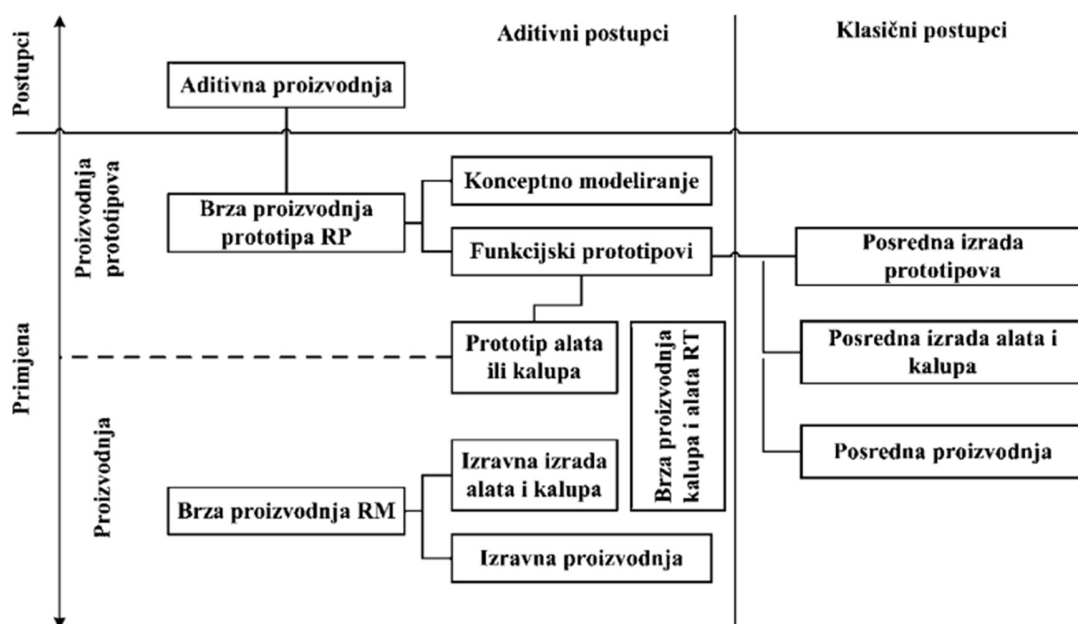 Postupci
Aditivni postupci
Klasični postupci
Aditivna proizvodnja
Primjena
Proizvodnja
prototipova
Brza proizvodnja
prototipa RP
Konceptno modeliranje
Funkcijski prototipovi
Posredna izrada
prototipova
Prototip alata
ili kalupa
Brza proizvodnja
kalupa i alata RT
Posredna izrada alata i
kalupa
Proizvodnja
Brza proizvodnja RM
Izravna izrada
alata i kalupa
Posredna proizvodnja
Izravna proizvodnja